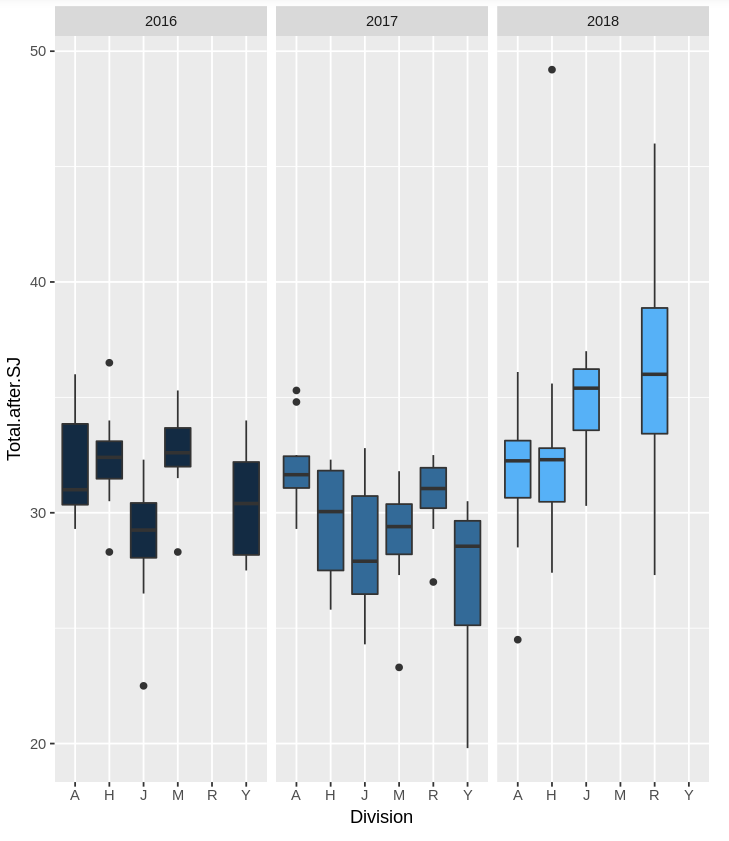 2016 2017 2018
50
40
30
20
Total.after.SJ
A H J M R Y A H J M R Y A H J M R Y
Division